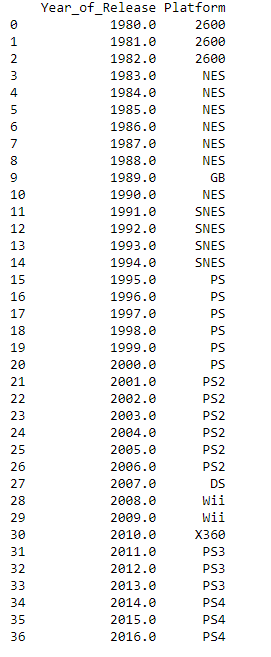 Year_of_Release Platform
0 1980.0 2600
1 1981.0 2600
2 1982.0 2600
3 1983.0 NES
4 1984.0 NES
5 1985.0 NES
6 1986.0 NES
7 1987.0 NES
8 1988.0 NES
9 1989.0 GB
10 1990.0 NES
11 1991.0 SNES
12 1992.0 SNES
13 1993.0 SNES
14 1994.0 SNES
15 1995.0 PS
16 1996.0 PS
17 1997.0 PS
18 1998.0 PS
19 1999.0 PS
20 2000.0 PS
21 2001.0 PS2
22 2002.0 PS2
23 2003.0 PS2
24 2004.0 PS2
25 2005.0 PS2
26 2006.0 PS2
27 2007.0 DS
28 2008.0 Wii
29 2009.0 Wii
30 2010.0 X360
31 2011.0 PS3
32 2012.0 PS3
33 2013.0 PS3
34 2014.0 PS4
35 2015.0 PS4
36 2016.0 PS4